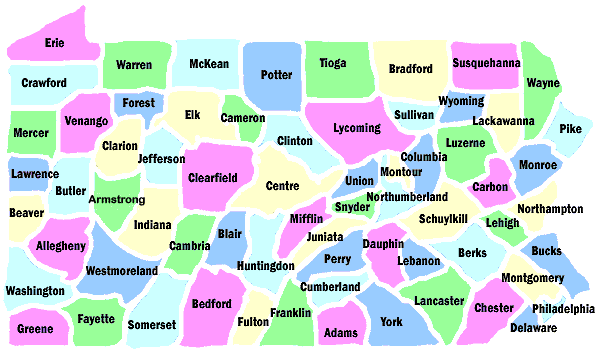 Erie
Warren
McKean
Potter
Tioga
Bradford
Susquehanna
Wayne
Crawford
Forest
Elk
Cameron
Clinton
Lycoming
Sullivan
Wyoming
Lackawanna
Pike
Mercer
Venango
Clarion
Jefferson
Clearfield
Centre
Union
Montour
Columbia
Luzerne
Monroe
Lawrence
Butler
Armstrong
Indiana
Snyder
Northumberland
Carbon
Northampton
Beaver
Allegheny
Westmoreland
Cambria
Blair
Huntingdon
Mifflin
Juniata
Perry
Dauphin
Lebanon
Schuylkill
Lehigh
Berks
Bucks
Montgomery
Washington
Greene
Fayette
Somerset
Bedford
Fulton
Franklin
Cumberland
Adams
York
Lancaster
Chester
Delaware
Philadelphia